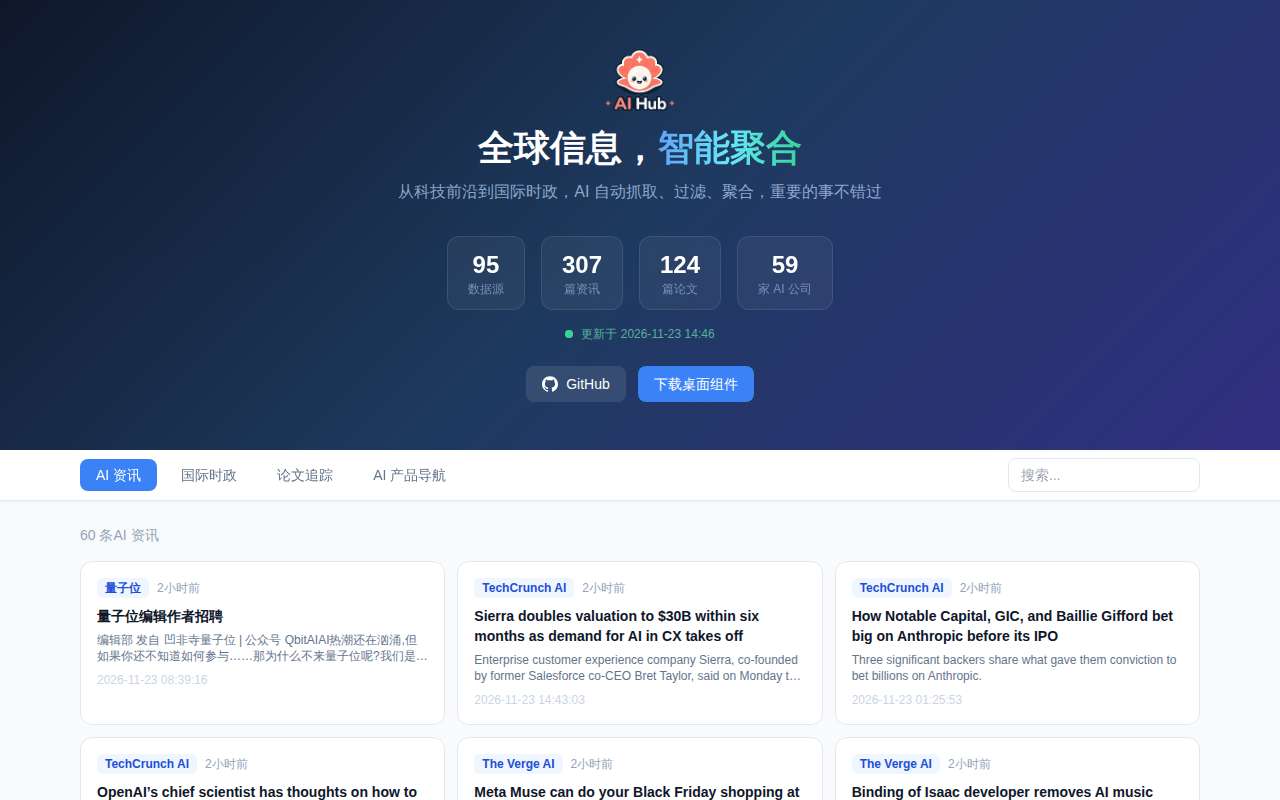 AI Hub
全球信息，智能聚合
从科技前沿到国际时政，AI 自动抓取、过滤、聚合，重要的事不错过
95
数据源
307
篇资讯
124
篇论文
59
家 AI 公司
更新于 2026-11-23 14:46
GitHub
下载桌面组件
AI 资讯
国际时政
论文追踪
AI 产品导航
搜索...
60 条AI 资讯
量子位 2小时前
量子位编辑作者招聘
编辑部 发自 凹非寺量子位 | 公众号 QbitAIAI热潮还在汹涌,但
如果你还不知道如何参与……那为什么不来量子位呢?我们是…
2026-11-23 08:39:16
TechCrunch AI 2小时前
Sierra doubles valuation to $30B within six
months as demand for AI in CX takes off
Enterprise customer experience company Sierra, co-founded
by former Salesforce co-CEO Bret Taylor, said on Monday t…
2026-11-23 14:43:03
TechCrunch AI 2小时前
How Notable Capital, GIC, and Baillie Gifford bet
big on Anthropic before its IPO
Three significant backers share what gave them conviction to
bet billions on Anthropic.
2026-11-23 01:25:53
TechCrunch AI 2小时前
OpenAI's chief scientist has thoughts on how to
The Verge AI 2小时前
Meta Muse can do your Black Friday shopping at
The Verge AI 2小时前
Binding of Isaac developer removes AI music